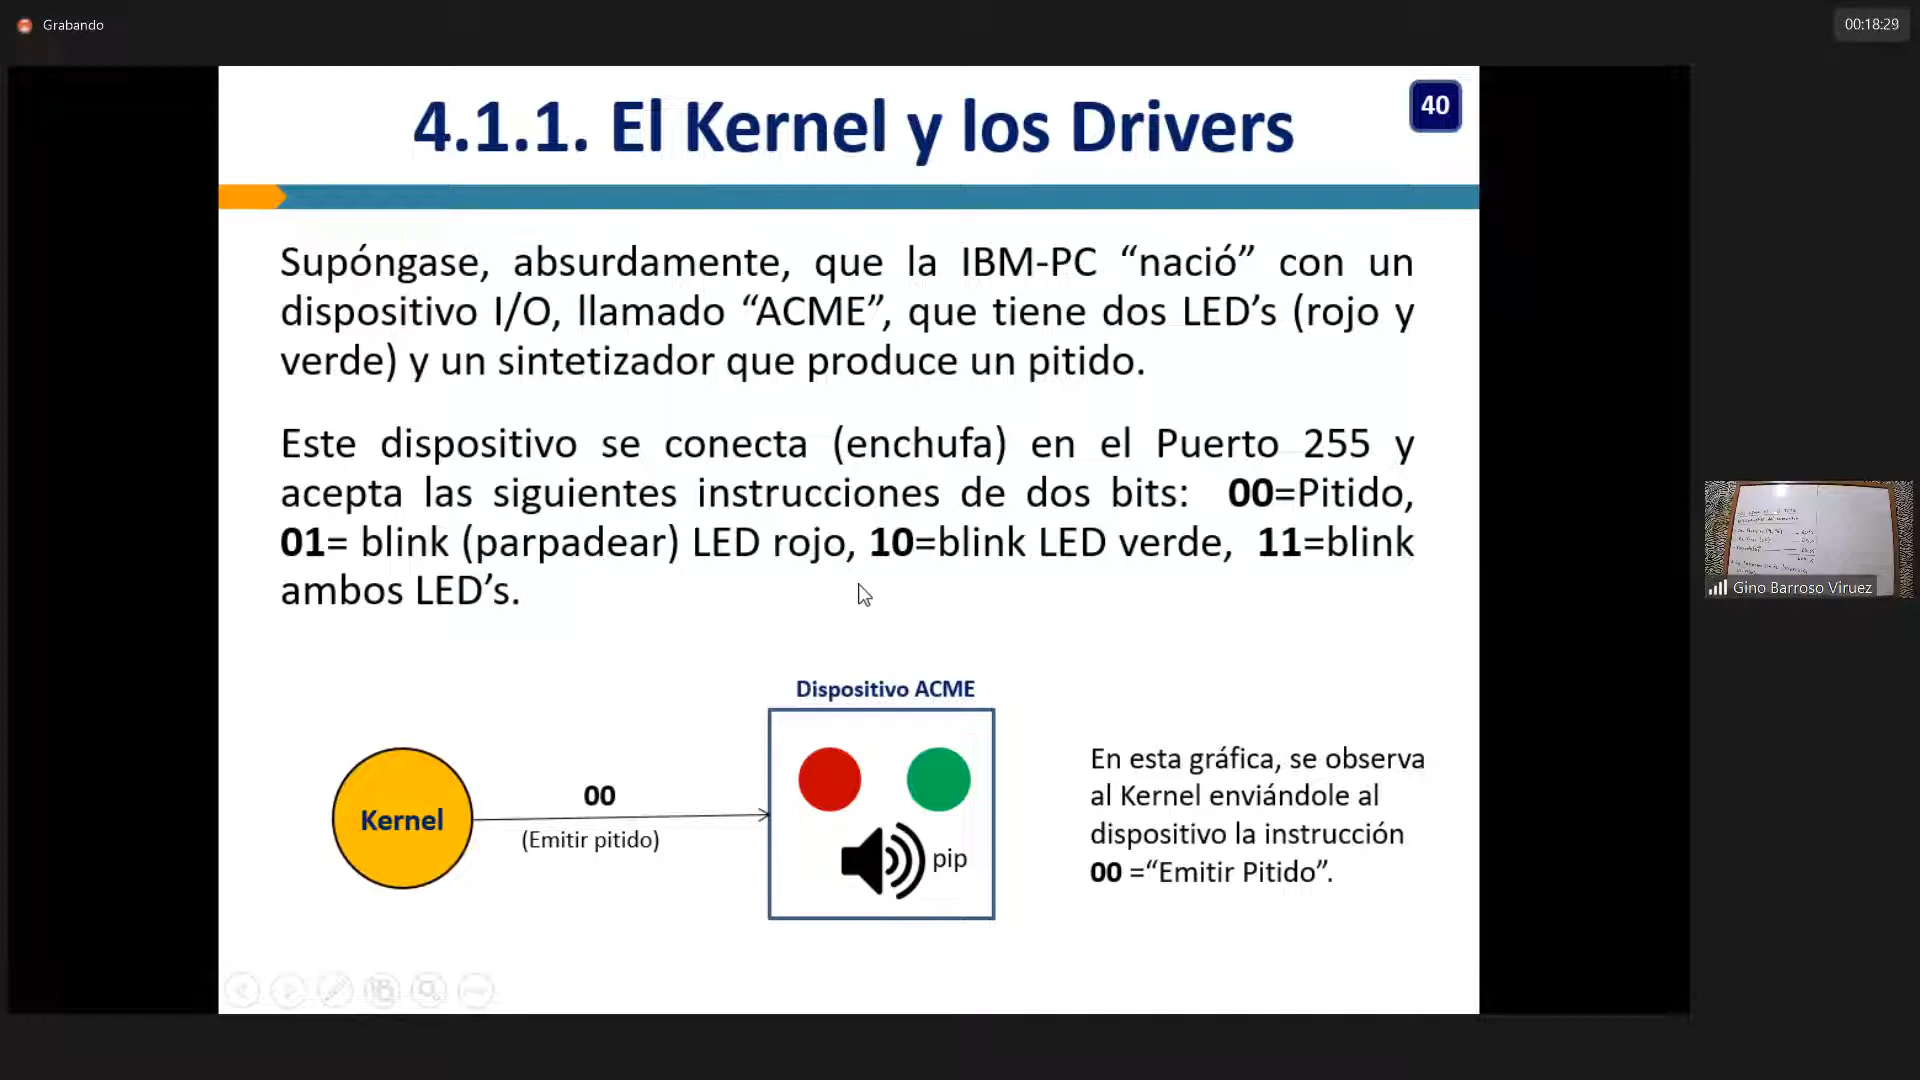 Grabando
00:18:29
4.1.1. El Kernel y los Drivers
40
Supóngase, absurdamente, que la IBM-PC “nació” con un
dispositivo I/O, llamado “ACME”, que tiene dos LED’s (rojo y
verde) y un sintetizador que produce un pitido.
Este dispositivo se conecta (enchufa) en el Puerto 255 y
acepta las siguientes instrucciones de dos bits: 00=Pitido,
01= blink (parpadear) LED rojo, 10=blink LED verde, 11=blink
ambos LED’s.
Dispositivo ACME
Kernel
00
(Emitir pitido)
pip
En esta gráfica, se observa
al Kernel enviándole al
dispositivo la instrucción
00 =“Emitir Pitido”.
Gino Barroso Viruez